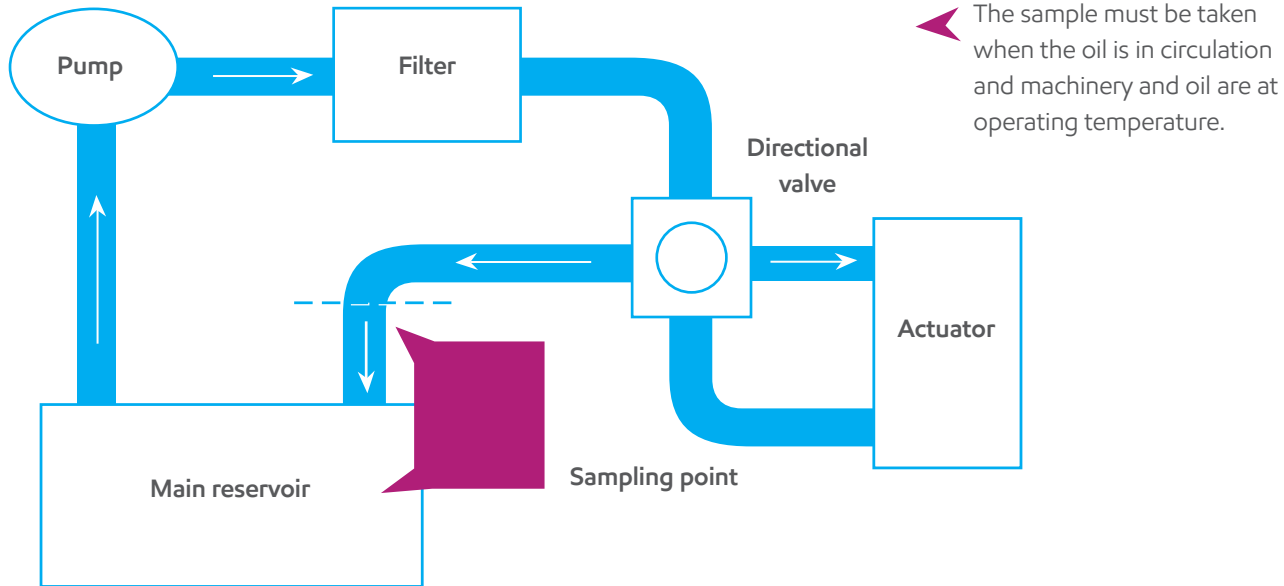 The sample must be taken
when the oil is in circulation
and machinery and oil are at
operating temperature.
Pump
Filter
Directional
valve
Actuator
Sampling point
Main reservoir